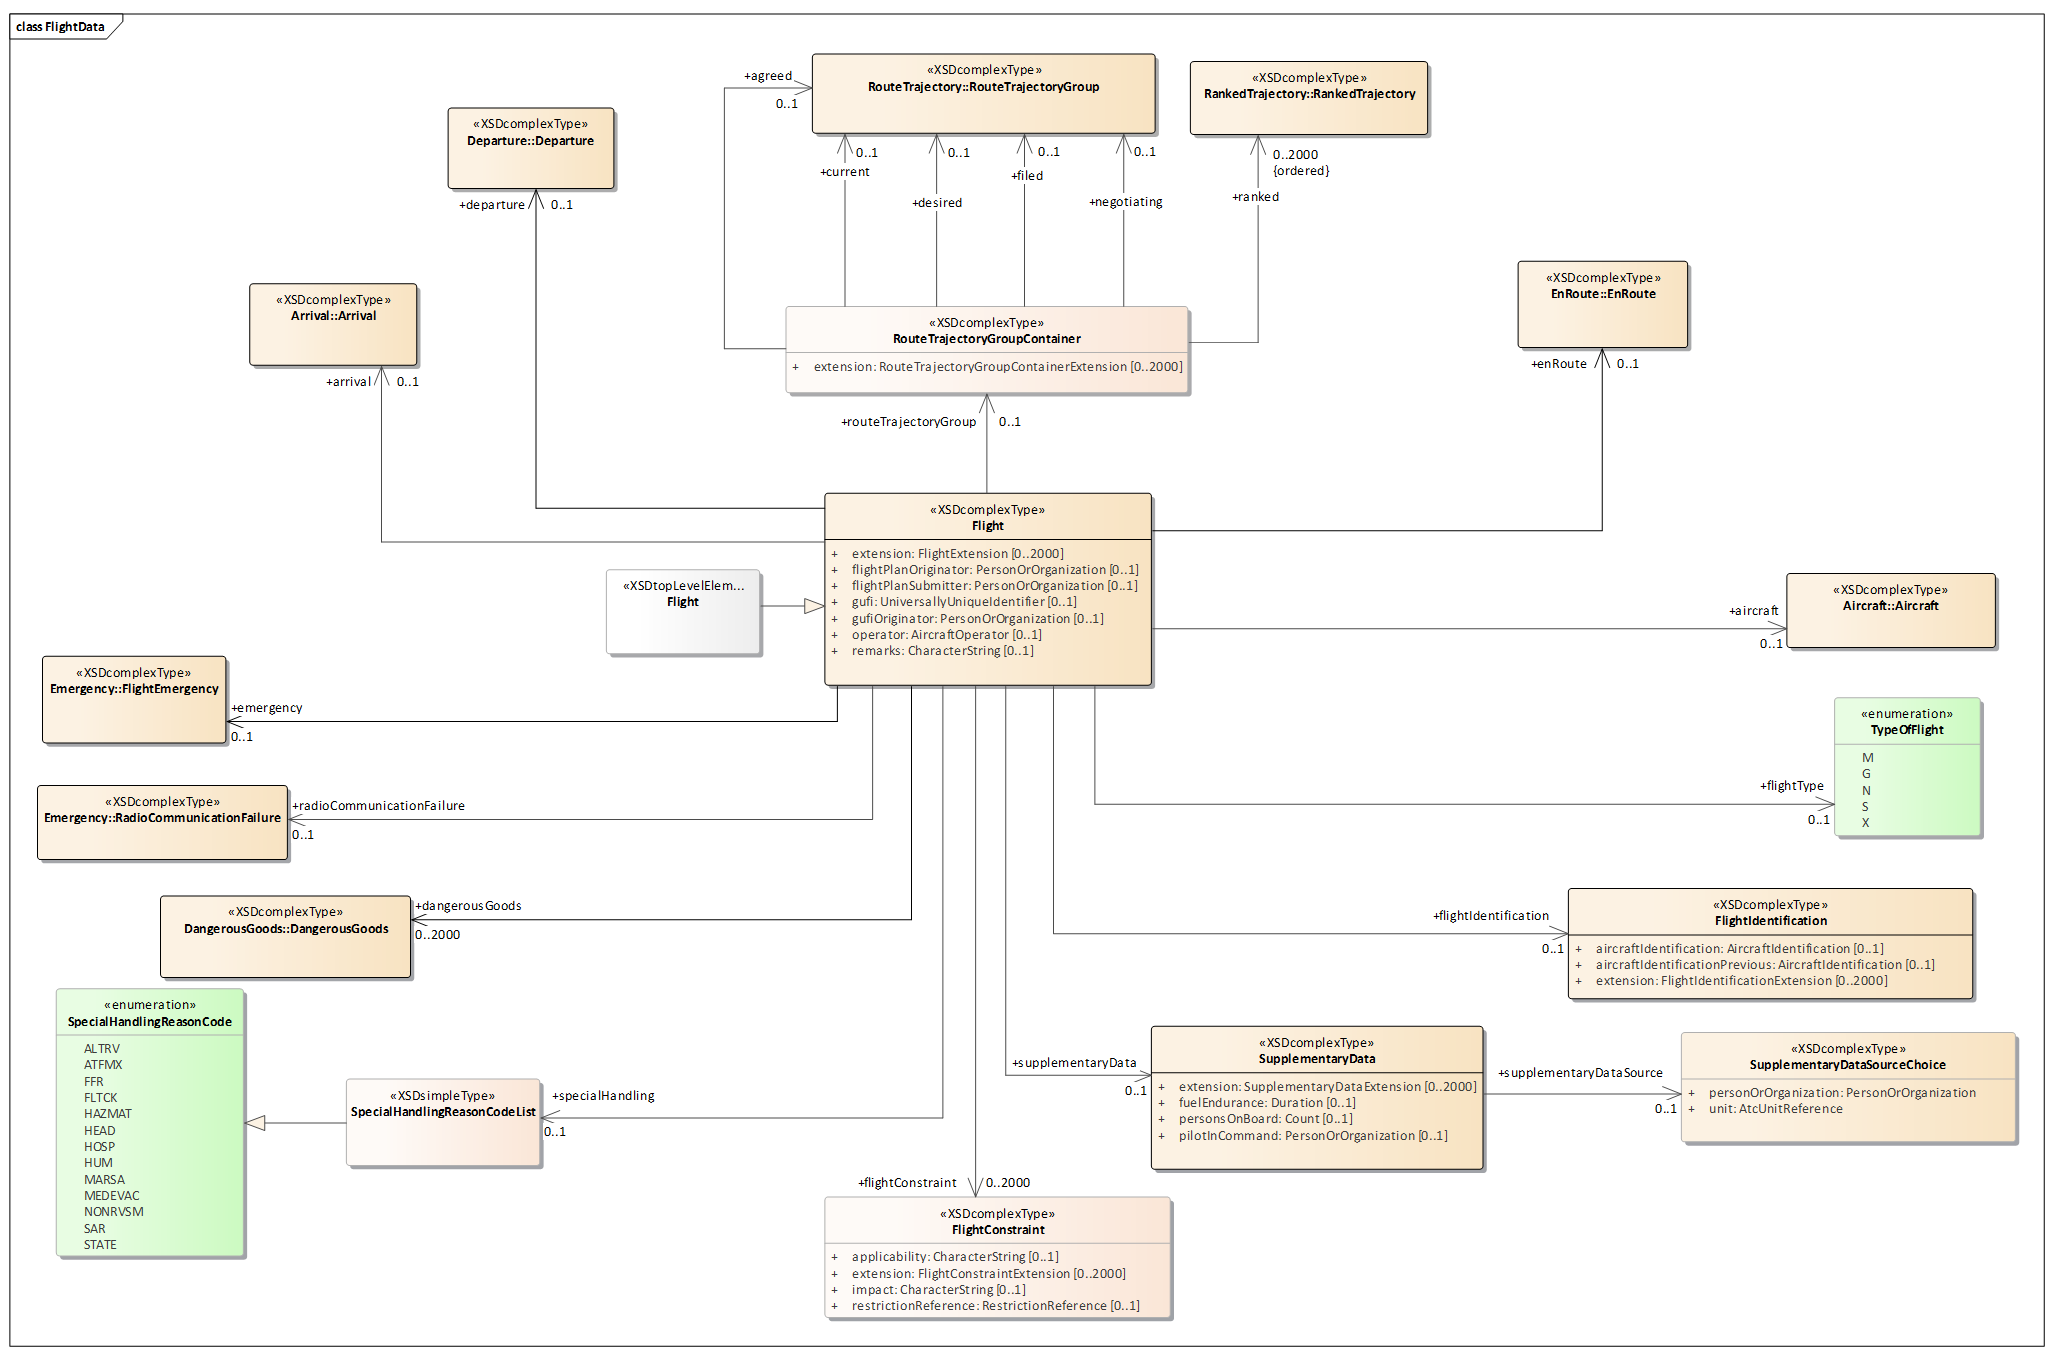 class FlightData
«XSDcomplexType»
RouteTrajectory::RouteTrajectoryGroup
«XSDcomplexType»
RankedTrajectory::RankedTrajectory
+agreed
0..1
«XSDcomplexType»
Departure::Departure
+departure
0..1
0..1
+current
0..1
+desired
0..1
+filed
0..1
+negotiating
0..2000
{ordered}
+ranked
«XSDcomplexType»
Arrival::Arrival
+arrival
0..1
«XSDcomplexType»
RouteTrajectoryGroupContainer
+ extension: RouteTrajectoryGroupContainerExtension [0..2000]
«XSDcomplexType»
EnRoute::EnRoute
+enRoute
0..1
+routeTrajectoryGroup
0..1
«XSDcomplexType»
Flight
+ extension: FlightExtension [0..2000]
+ flightPlanOriginator: PersonOrOrganization [0..1]
+ flightPlanSubmitter: PersonOrOrganization [0..1]
+ gufi: UniversallyUniqueIdentifier [0..1]
+ gufiOriginator: PersonOrOrganization [0..1]
+ operator: AircraftOperator [0..1]
+ remarks: CharacterString [0..1]
«XSDtopLevelElem...
Flight
«XSDcomplexType»
Aircraft::Aircraft
+aircraft
0..1
«XSDcomplexType»
Emergency::FlightEmergency
+emergency
0..1
«enumeration»
TypeOfFlight
M
G
N
S
X
+flightType
0..1
«XSDcomplexType»
Emergency::RadioCommunicationFailure
+radioCommunicationFailure
0..1
«XSDcomplexType»
DangerousGoods::DangerousGoods
+dangerousGoods
0..2000
+flightIdentification
0..1
«XSDcomplexType»
FlightIdentification
+ aircraftIdentification: AircraftIdentification [0..1]
+ aircraftIdentificationPrevious: AircraftIdentification [0..1]
+ extension: FlightIdentificationExtension [0..2000]
«enumeration»
SpecialHandlingReasonCode
ALTRV
ATFMX
FFR
FLTCK
HAZMAT
HEAD
HOSP
HUM
MARSA
MEDEVAC
NONRVSM
SAR
STATE
«XSDsimpleType»
SpecialHandlingReasonCodeList
+specialHandling
0..1
+supplementaryData
0..1
«XSDcomplexType»
SupplementaryData
+ extension: SupplementaryDataExtension [0..2000]
+ fuelEndurance: Duration [0..1]
+ personsOnBoard: Count [0..1]
+ pilotInCommand: PersonOrOrganization [0..1]
+supplementaryDataSource
0..1
«XSDcomplexType»
SupplementaryDataSourceChoice
+ personOrOrganization: PersonOrOrganization
+ unit: AtcUnitReference
+flightConstraint
0..2000
«XSDcomplexType»
FlightConstraint
+ applicability: CharacterString [0..1]
+ extension: FlightConstraintExtension [0..2000]
+ impact: CharacterString [0..1]
+ restrictionReference: RestrictionReference [0..1]